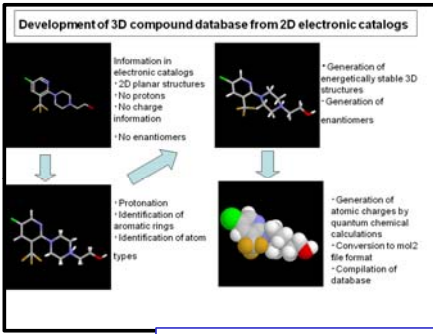 Development of 3D compound database from 2D electronic catalogs
Information in
electronic catalogs
・2D planar structures
・No protons
・No charge
information
・No enantiomers
・Protonation
・Identification of
aromatic rings
・Identification of atom
types
・Generation of
energetically stable 3D
structures
・Generation of
enantiomers
・Generation of
atomic charges by
quantum chemical
calculations
・Conversion to mol2
file format
・Compilation of
database